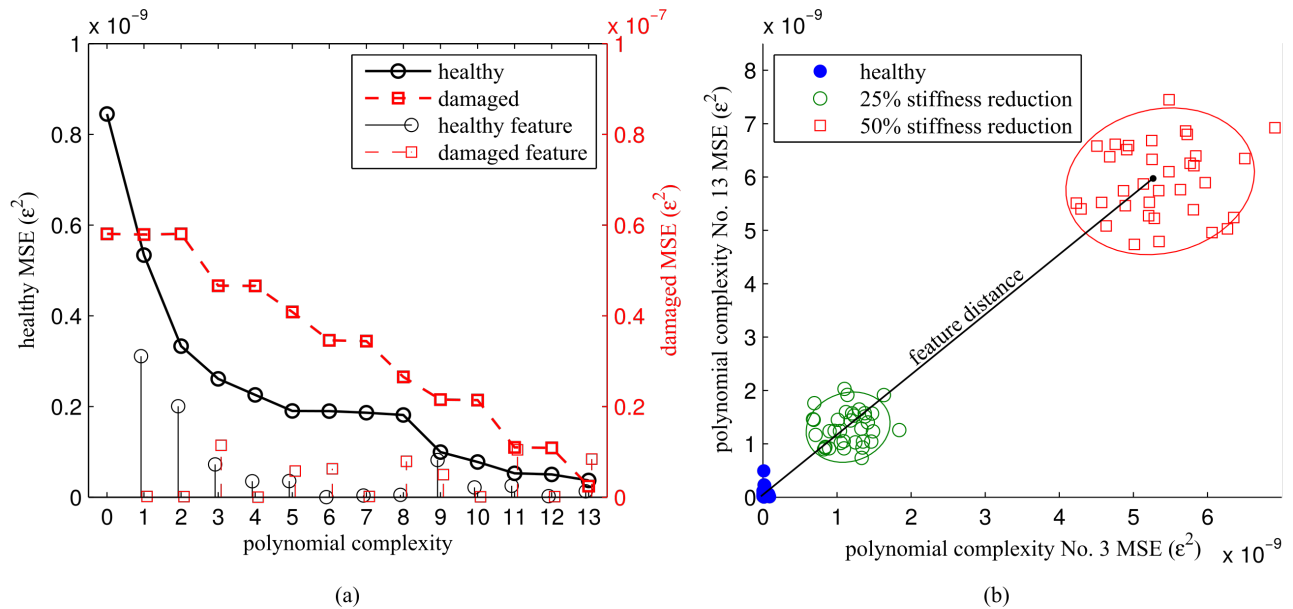 x 10⁻⁹
x 10⁻⁷
1
0.8
0.6
0.4
0.2
0
healthy MSE (ε²)
healthy
damaged
healthy feature
damaged feature
1
0.8
0.6
0.4
0.2
0
damaged MSE (ε²)
0 1 2 3 4 5 6 7 8 9 10 11 12 13
polynomial complexity
(a)
x 10⁻⁹
8
7
6
5
4
3
2
1
0
polynomial complexity No. 13 MSE (ε²)
healthy
25% stiffness reduction
50% stiffness reduction
feature distance
0 1 2 3 4 5 6
polynomial complexity No. 3 MSE (ε²)
x 10⁻⁹
(b)